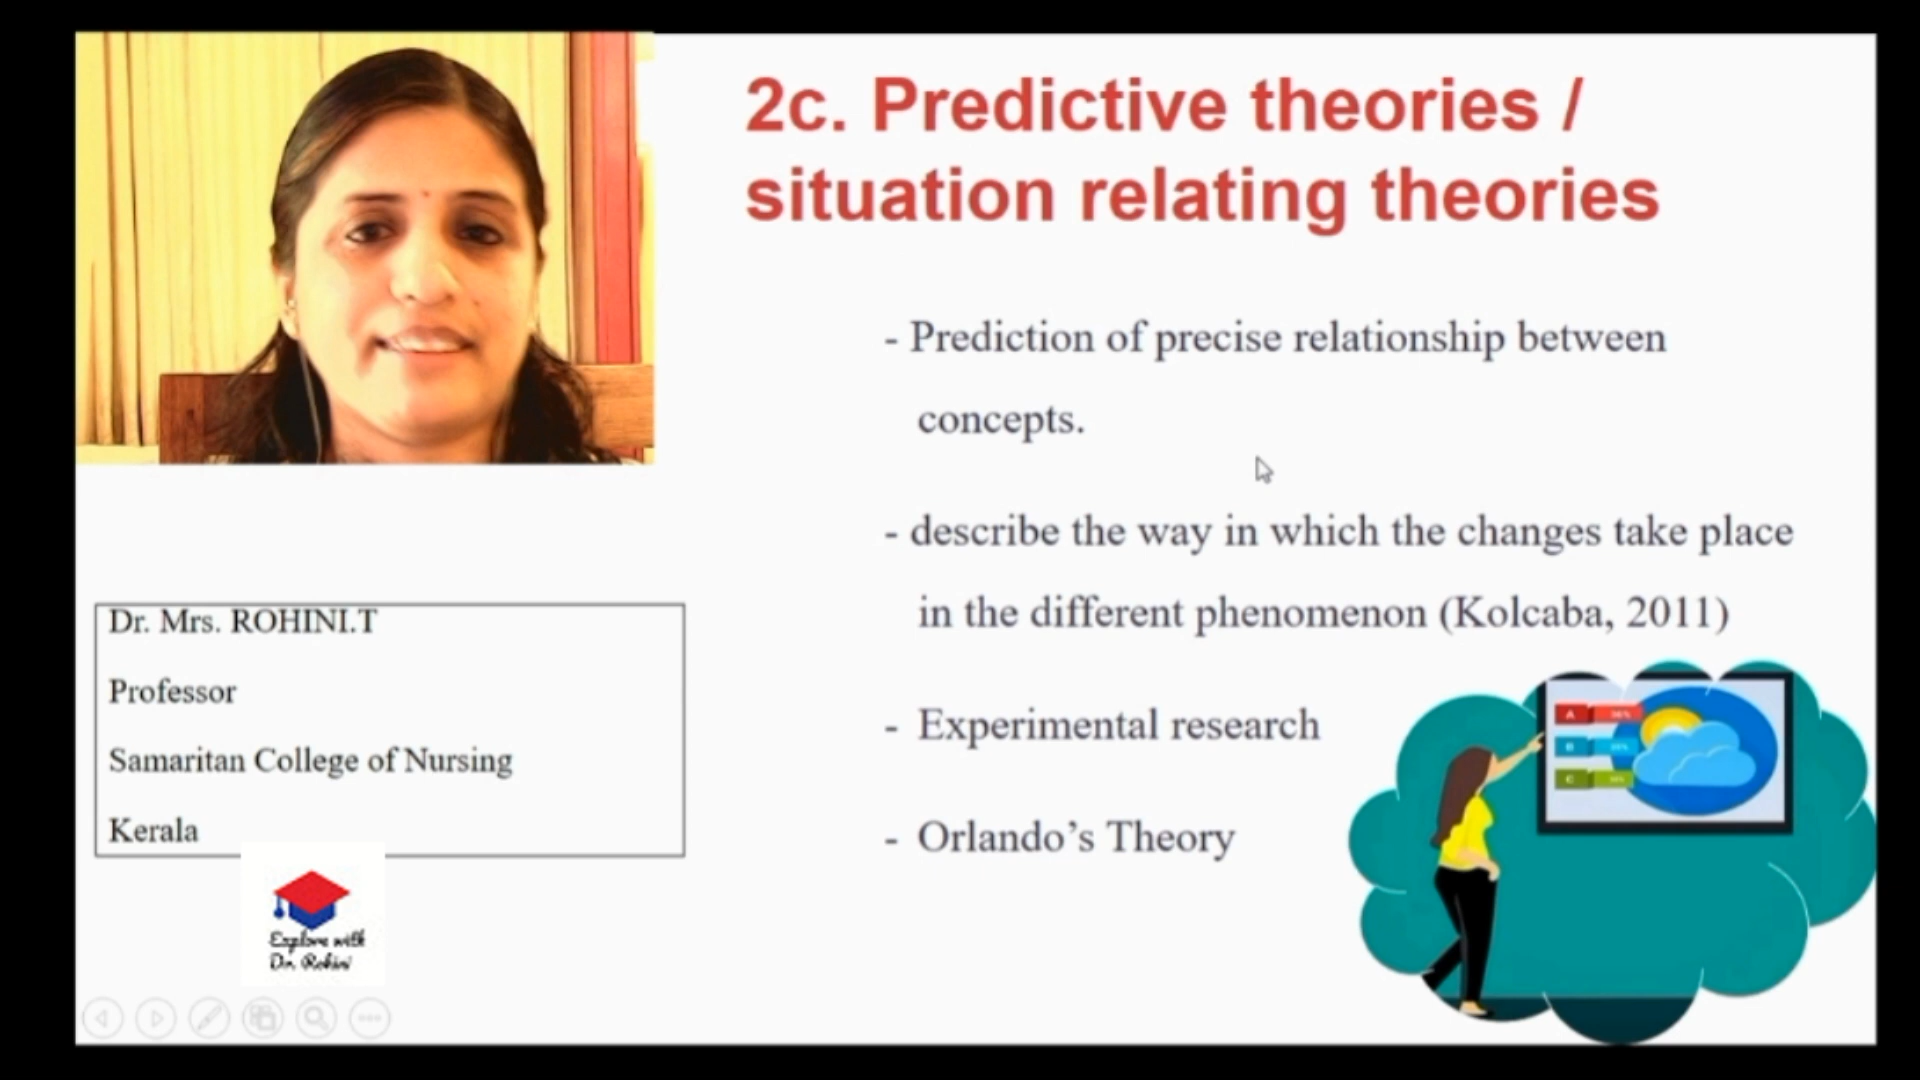 2c. Predictive theories /
situation relating theories
- Prediction of precise relationship between
concepts.
- describe the way in which the changes take place
in the different phenomenon (Kolcaba, 2011)
- Experimental research
- Orlando’s Theory
Dr. Mrs. ROHINI.T
Professor
Samaritan College of Nursing
Kerala
Explore with
Dr. Rohini
A
B
C